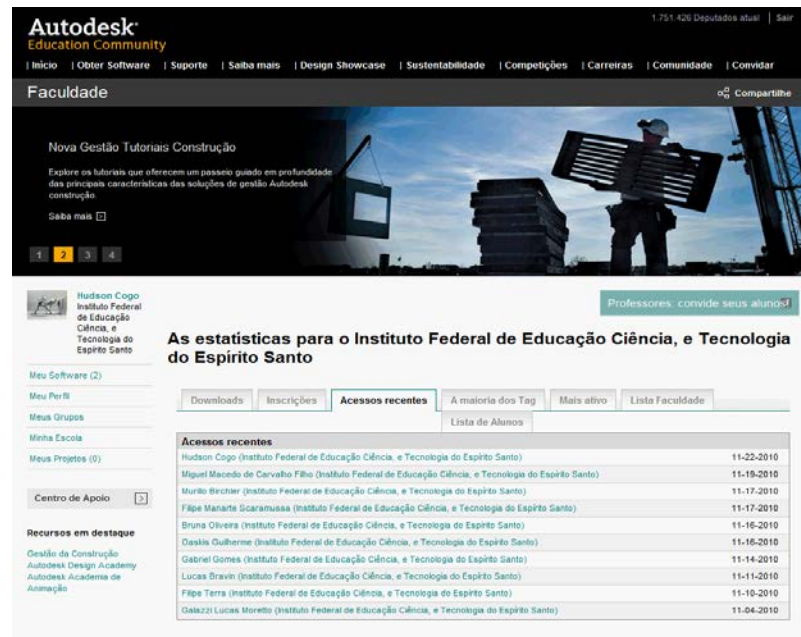 1.751.426 Deputados atual | Sair
Autodesk
Education Community
| Início | Obter Software | Suporte | Saiba mais | Design Showcase | Sustentabilidade | Competições | Carreiras | Comunidade | Convidar
Faculdade
Compartilhe
Nova Gestão Tutoriais Construção
Explore os tutoriais que oferecem um passeio guiado em profundidade
das principais características das soluções de gestão Autodesk
construção.
Saiba mais
1 2 3 4
Hudson Cogo
Instituto Federal
de Educação
Ciência, e
Tecnologia do
Espírito Santo
Meu Software (2)
Meu Perfil
Meus Grupos
Minha Escola
Meus Projetos (0)
Centro de Apoio
Recursos em destaque
Gestão da Construção
Autodesk Design Academy
Autodesk Academia de
Animação
Professores: convide seus alunos
As estatísticas para o Instituto Federal de Educação Ciência, e Tecnologia
do Espírito Santo
Downloads Inscrições Acessos recentes A maioria dos Tag Mais ativo Lista Faculdade
Lista de Alunos
Acessos recentes
Hudson Cogo (Instituto Federal de Educação Ciência, e Tecnologia do Espírito Santo) 11-22-2010
Miguel Macedo de Carvalho Filho (Instituto Federal de Educação Ciência, e Tecnologia do Espírito Santo) 11-19-2010
Murilo Birchler (Instituto Federal de Educação Ciência, e Tecnologia do Espírito Santo) 11-17-2010
Filipe Manarte Scaramussa (Instituto Federal de Educação Ciência, e Tecnologia do Espírito Santo) 11-17-2010
Bruna Oliveira (Instituto Federal de Educação Ciência, e Tecnologia do Espírito Santo) 11-16-2010
Gaskis Guilherme (Instituto Federal de Educação Ciência, e Tecnologia do Espírito Santo) 11-16-2010
Gabriel Gomes (Instituto Federal de Educação Ciência, e Tecnologia do Espírito Santo) 11-14-2010
Lucas Bravin (Instituto Federal de Educação Ciência, e Tecnologia do Espírito Santo) 11-11-2010
Filipe Terra (Instituto Federal de Educação Ciência, e Tecnologia do Espírito Santo) 11-10-2010
Galazzi Lucas Moretto (Instituto Federal de Educação Ciência, e Tecnologia do Espírito Santo) 11-04-2010